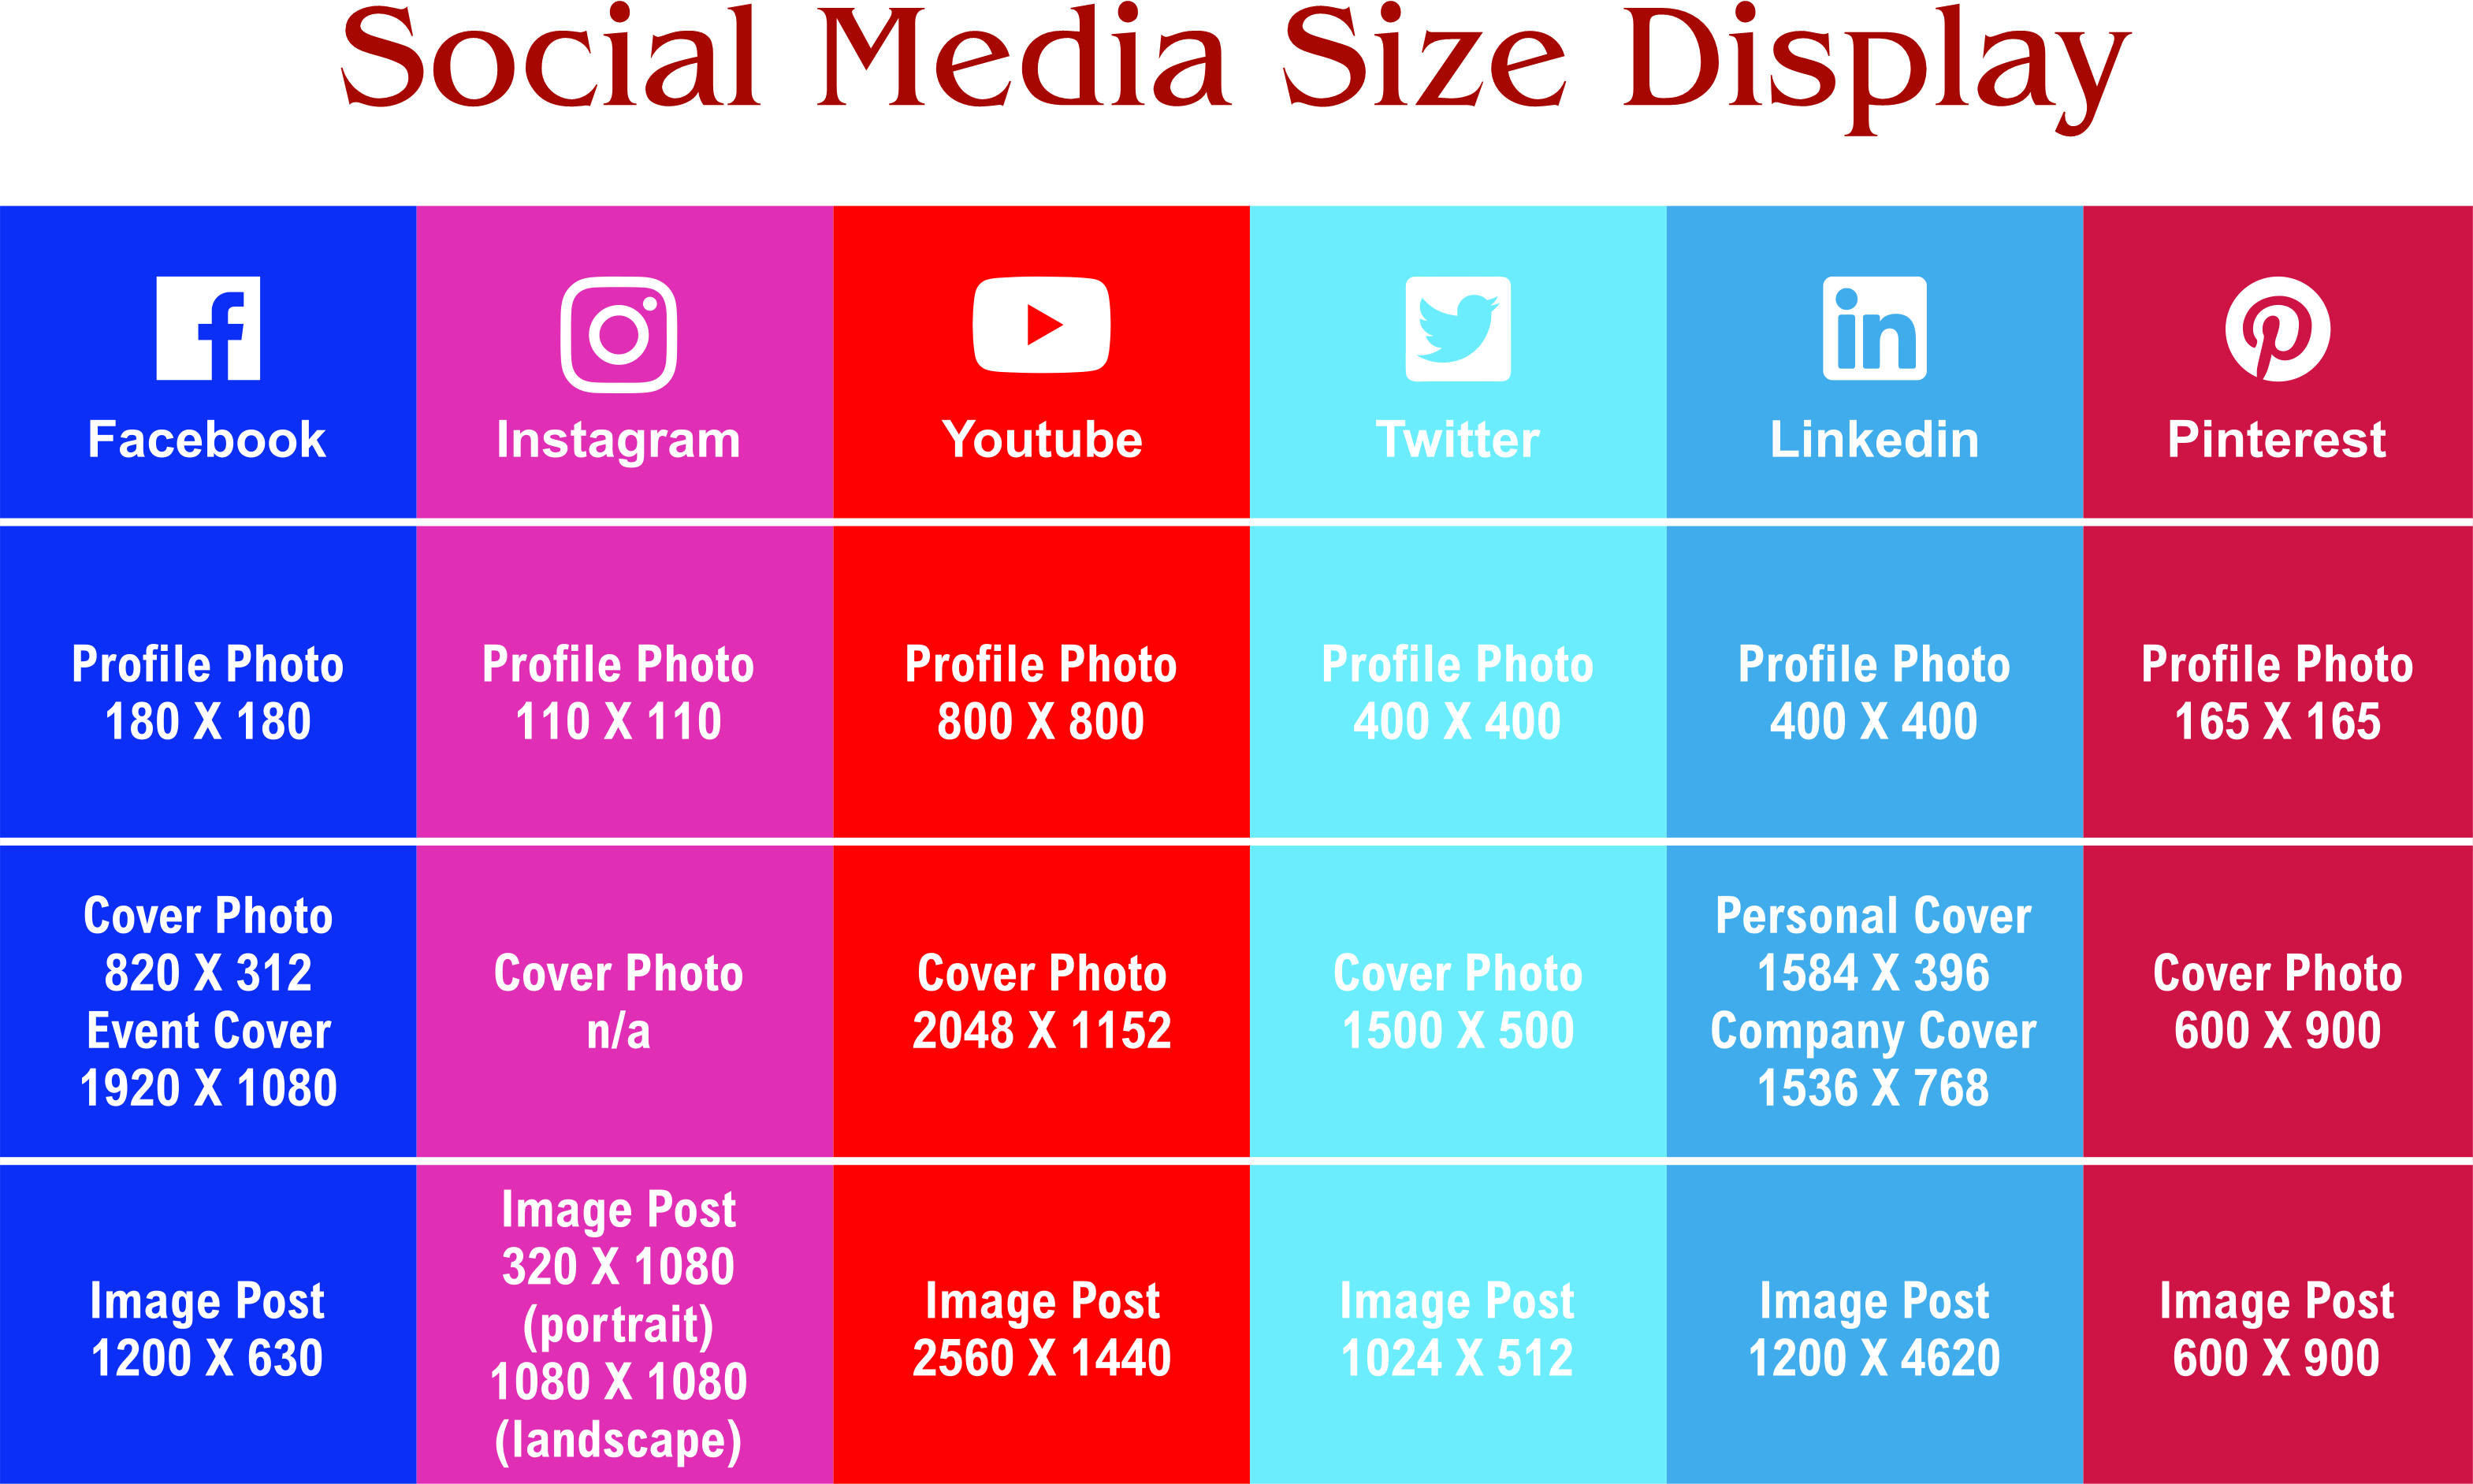 Social Media Size Display
Facebook
Instagram
Youtube
Twitter
Linkedin
Pinterest
Profile Photo
180 X 180
Profile Photo
110 X 110
Profile Photo
800 X 800
Profile Photo
400 X 400
Profile Photo
400 X 400
Profile Photo
165 X 165
Cover Photo
820 X 312
Event Cover
1920 X 1080
Cover Photo
n/a
Cover Photo
2048 X 1152
Cover Photo
1500 X 500
Personal Cover
1584 X 396
Company Cover
1536 X 768
Cover Photo
600 X 900
Image Post
1200 X 630
Image Post
320 X 1080
(portrait)
1080 X 1080
(landscape)
Image Post
2560 X 1440
Image Post
1024 X 512
Image Post
1200 X 4620
Image Post
600 X 900